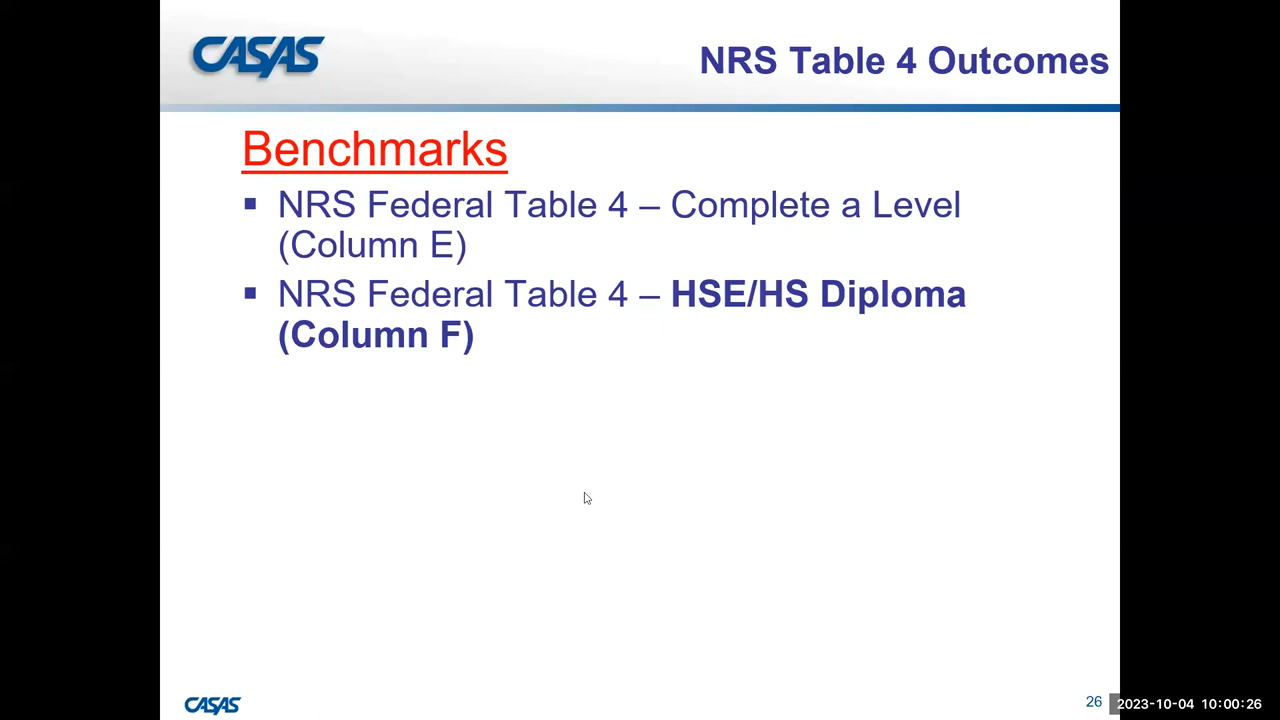 CASAS
NRS Table 4 Outcomes
Benchmarks
▪ NRS Federal Table 4 – Complete a Level
(Column E)
▪ NRS Federal Table 4 – HSE/HS Diploma
(Column F)
CASAS
26
2023-10-04 10:00:26